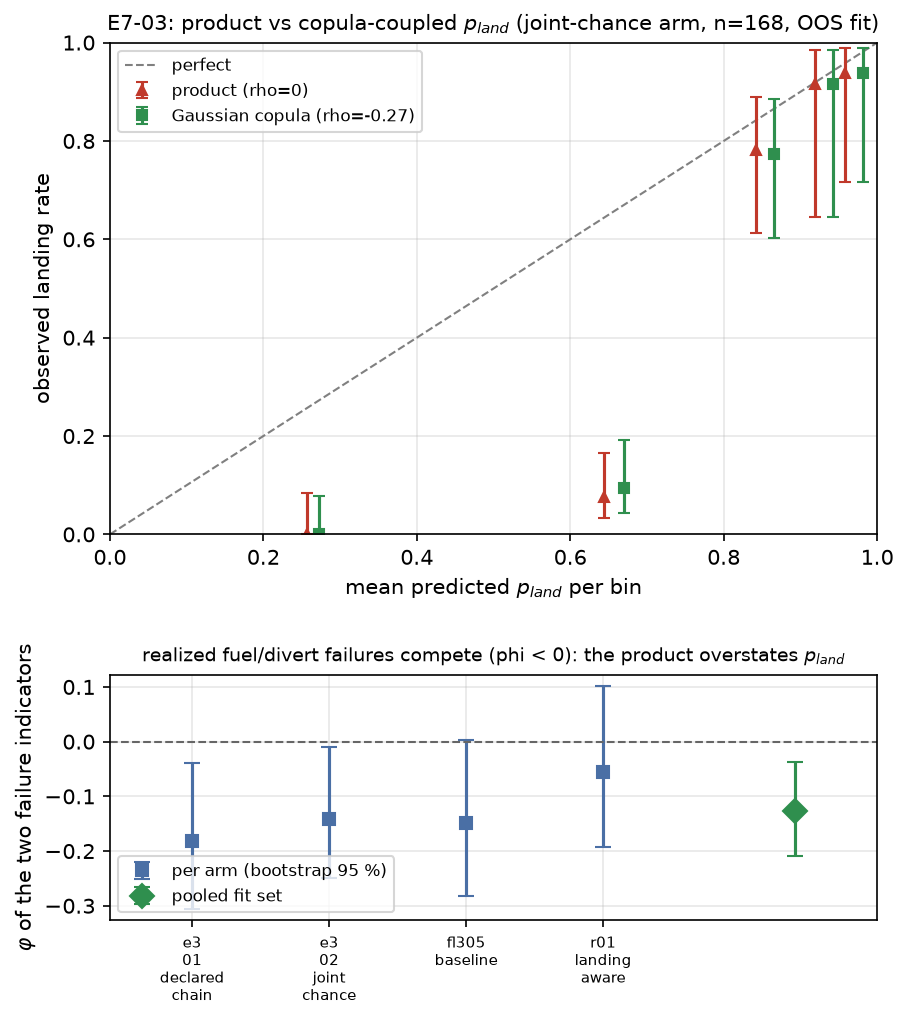 E7-03: product vs copula-coupled p_land (joint-chance arm, n=168, OOS fit)
1.0
0.8
0.6
0.4
0.2
0.0
observed landing rate
perfect
product (rho=0)
Gaussian copula (rho=-0.27)
0.0 0.2 0.4 0.6 0.8 1.0
mean predicted p_land per bin
realized fuel/divert failures compete (phi < 0): the product overstates p_land
0.1
0.0
−0.1
−0.2
−0.3
φ of the two failure indicators
per arm (bootstrap 95 %)
pooled fit set
e3
01
declared
chain
e3
02
joint
chance
fl305
baseline
r01
landing
aware